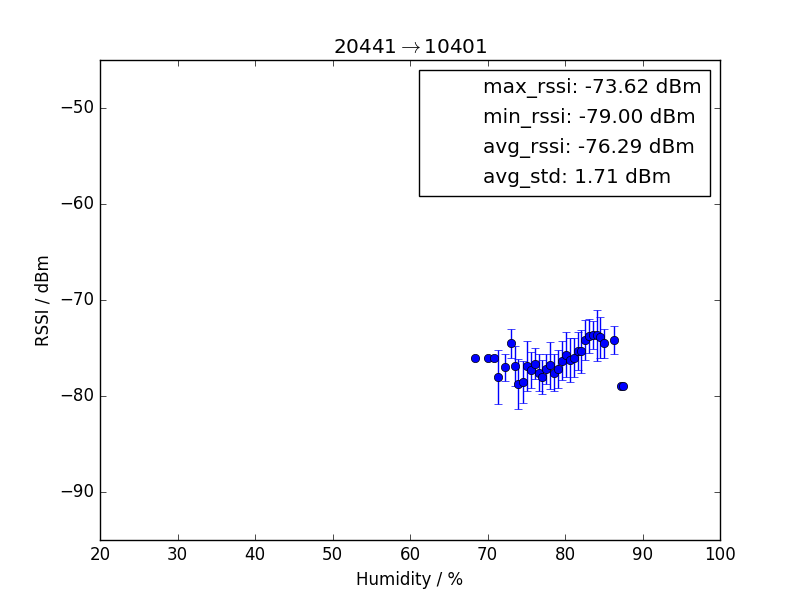 20441→10401
max_rssi: -73.62 dBm
min_rssi: -79.00 dBm
avg_rssi: -76.29 dBm
avg_std: 1.71 dBm
RSSI / dBm
−50
−60
−70
−80
−90
20 30 40 50 60 70 80 90 100
Humidity / %